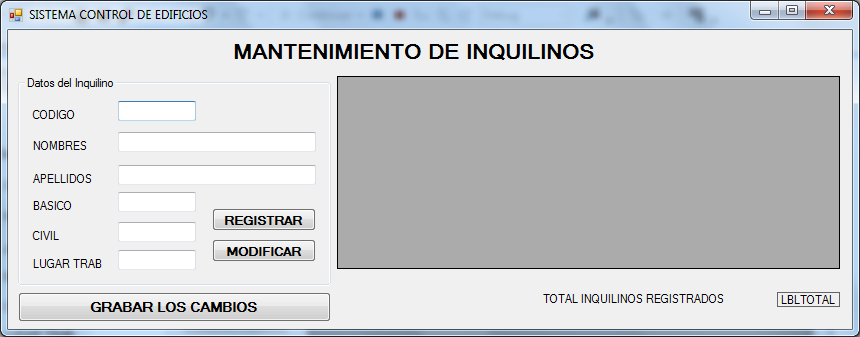 SISTEMA CONTROL DE EDIFICIOS
MANTENIMIENTO DE INQUILINOS
Datos del Inquilino
CODIGO
NOMBRES
APELLIDOS
BASICO
REGISTRAR
CIVIL
MODIFICAR
LUGAR TRAB
GRABAR LOS CAMBIOS
TOTAL INQUILINOS REGISTRADOS LBLTOTAL